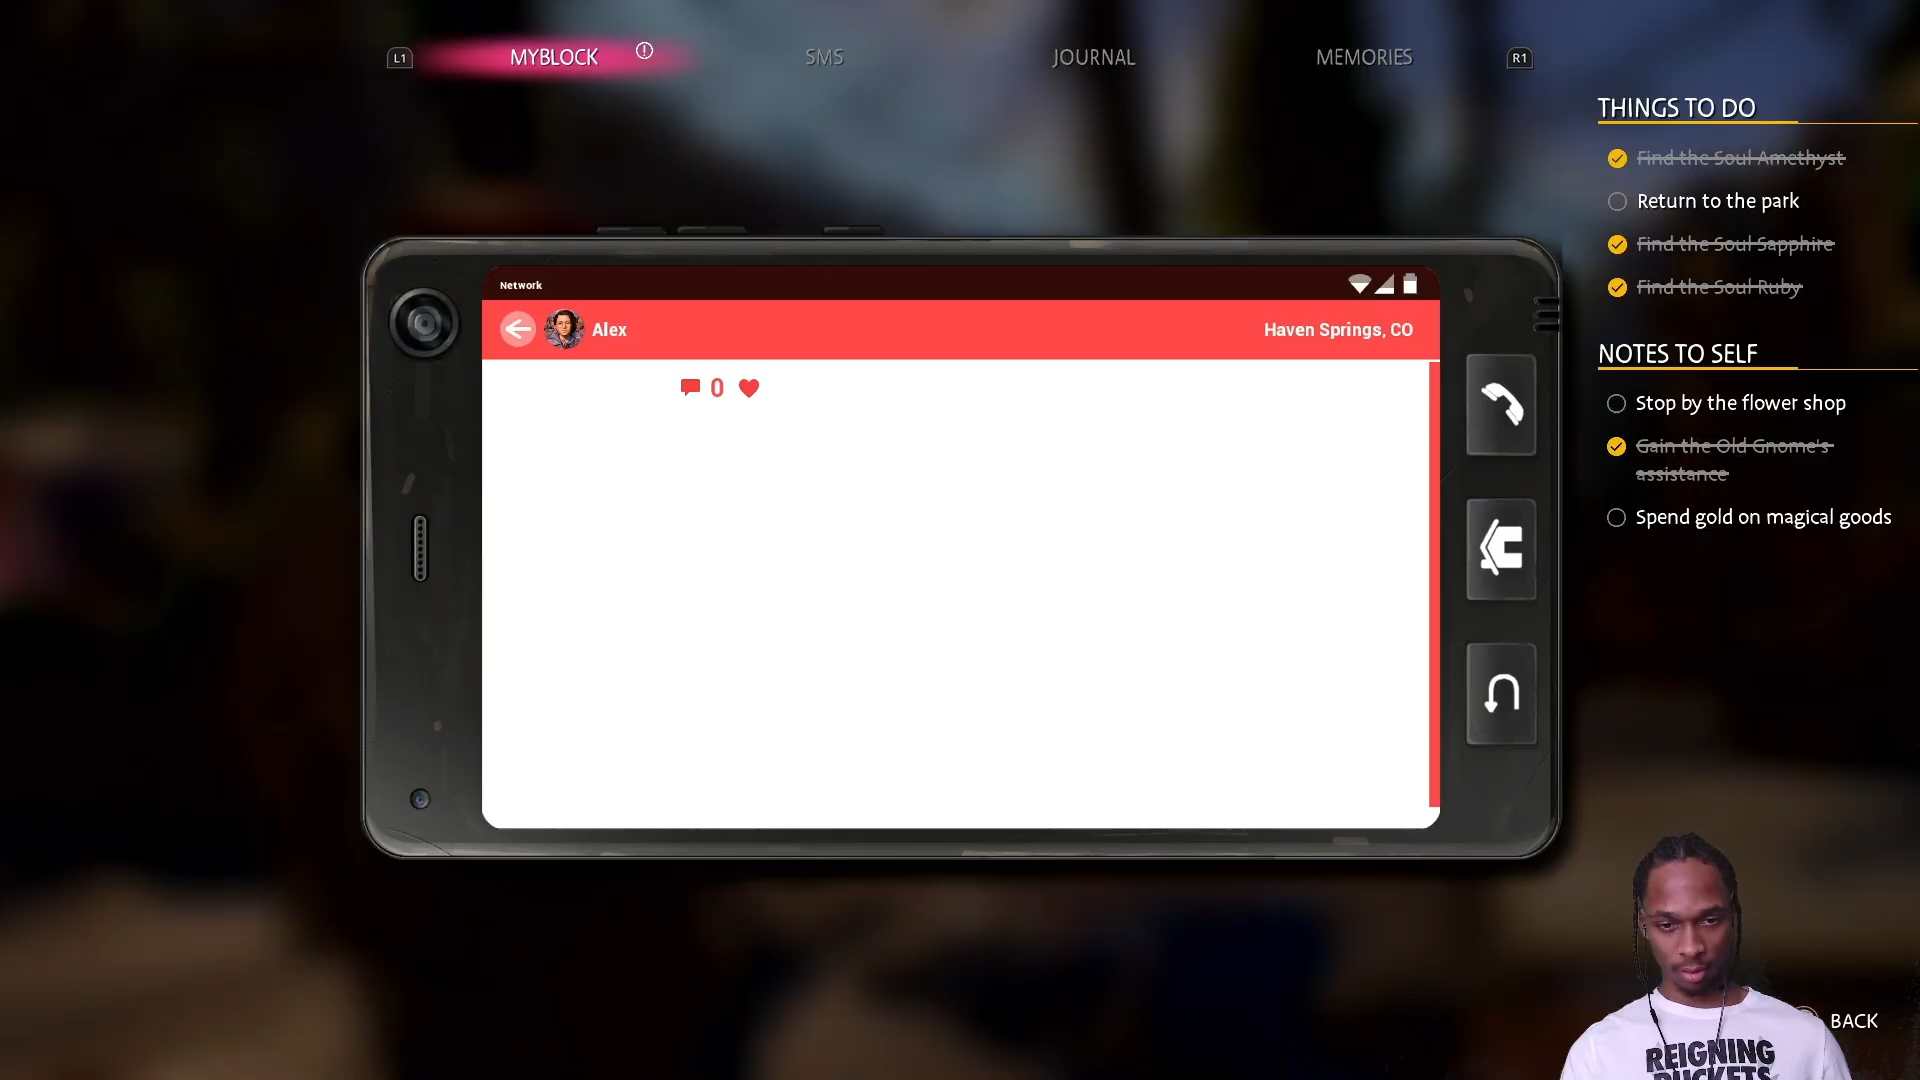 L1
MYBLOCK
SMS
JOURNAL
MEMORIES
R1
THINGS TO DO
Find the Soul Amethyst
Return to the park
Find the Soul Sapphire
Find the Soul Ruby
NOTES TO SELF
Stop by the flower shop
Gain the Old Gnome's
assistance
Spend gold on magical goods
Network
Alex
Haven Springs, CO
0
BACK
REIGNING
BUCKETS